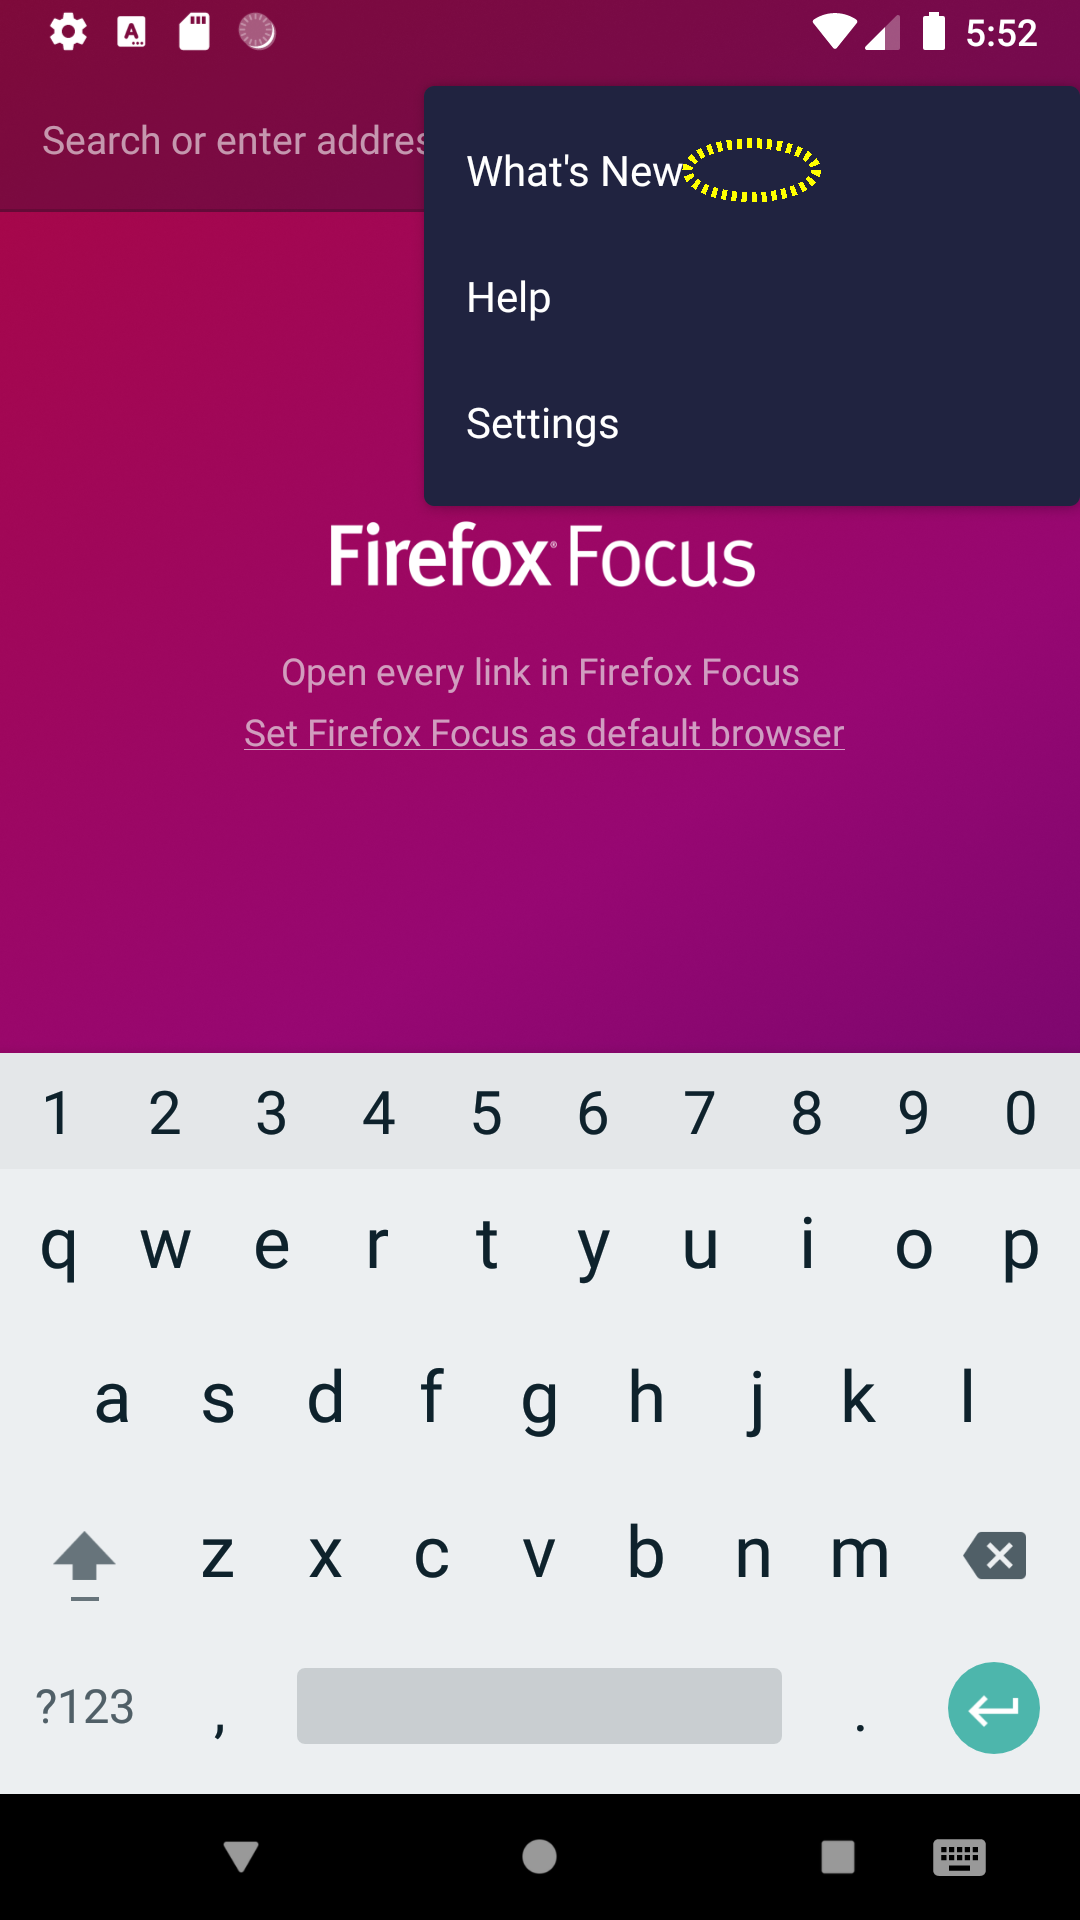 5:52
Search or enter addres
What's New
Help
Settings
Firefox Focus
Open every link in Firefox Focus
Set Firefox Focus as default browser
1 2 3 4 5 6 7 8 9 0
q w e r t y u i o p
a s d f g h j k l
z x c v b n m
?123 , .